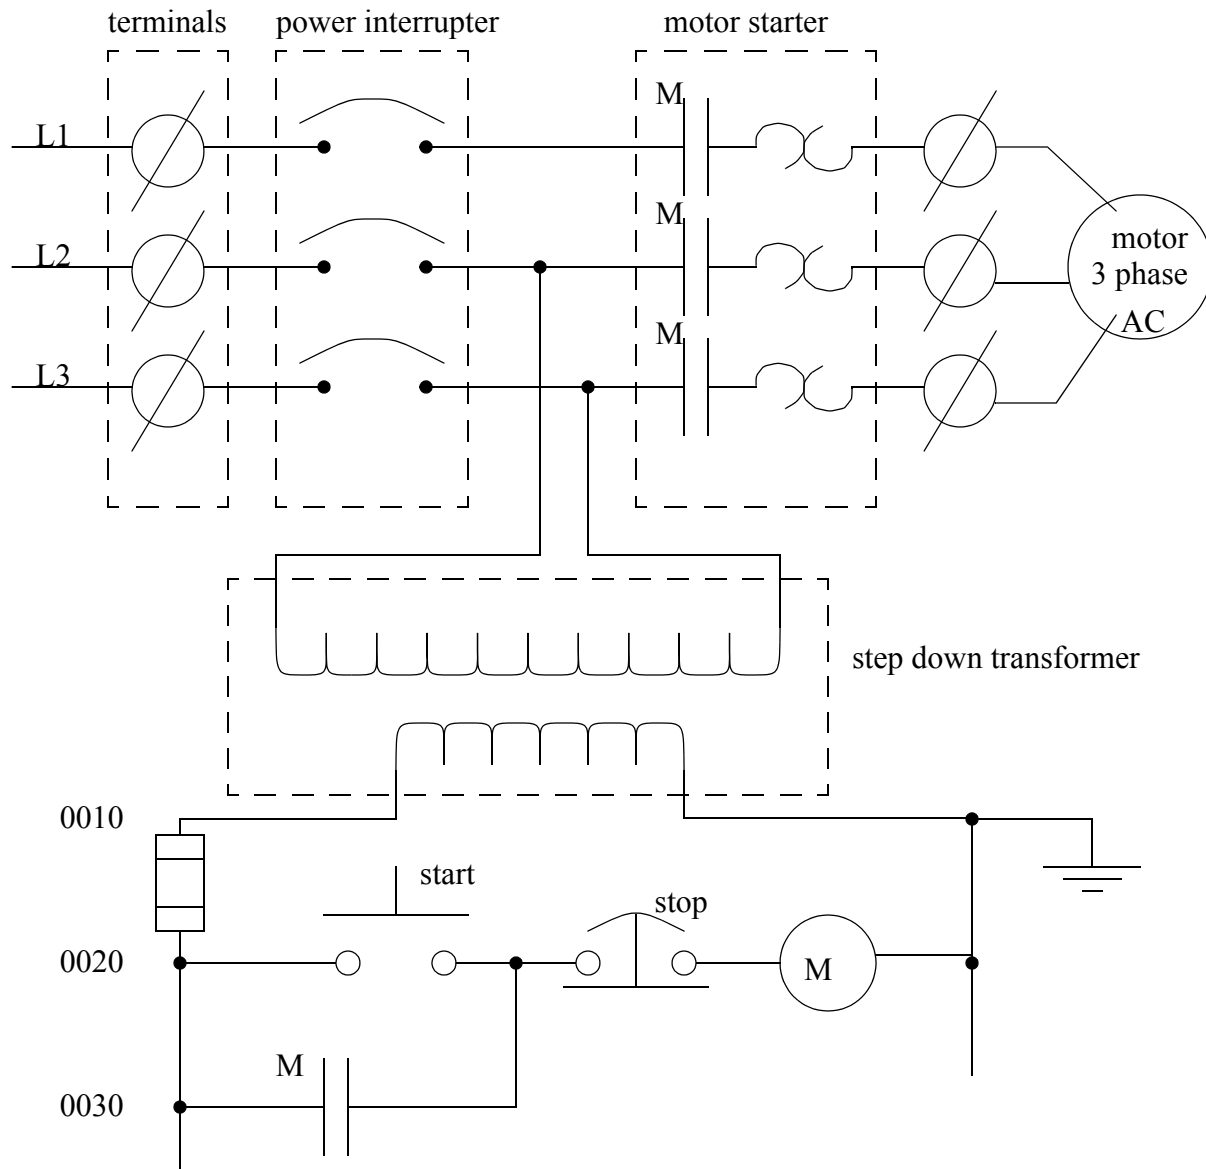 terminals
power interrupter
motor starter
M
L1
M
L2
motor
3 phase
AC
M
L3
step down transformer
0010
start
stop
0020
M
M
0030